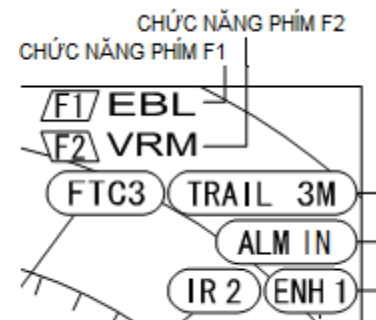 CHỨC NĂNG PHÍM F2
CHỨC NĂNG PHÍM F1
F1 EBL
F2 VRM
FTC3 TRAIL 3M
ALM IN
IR 2 ENH 1